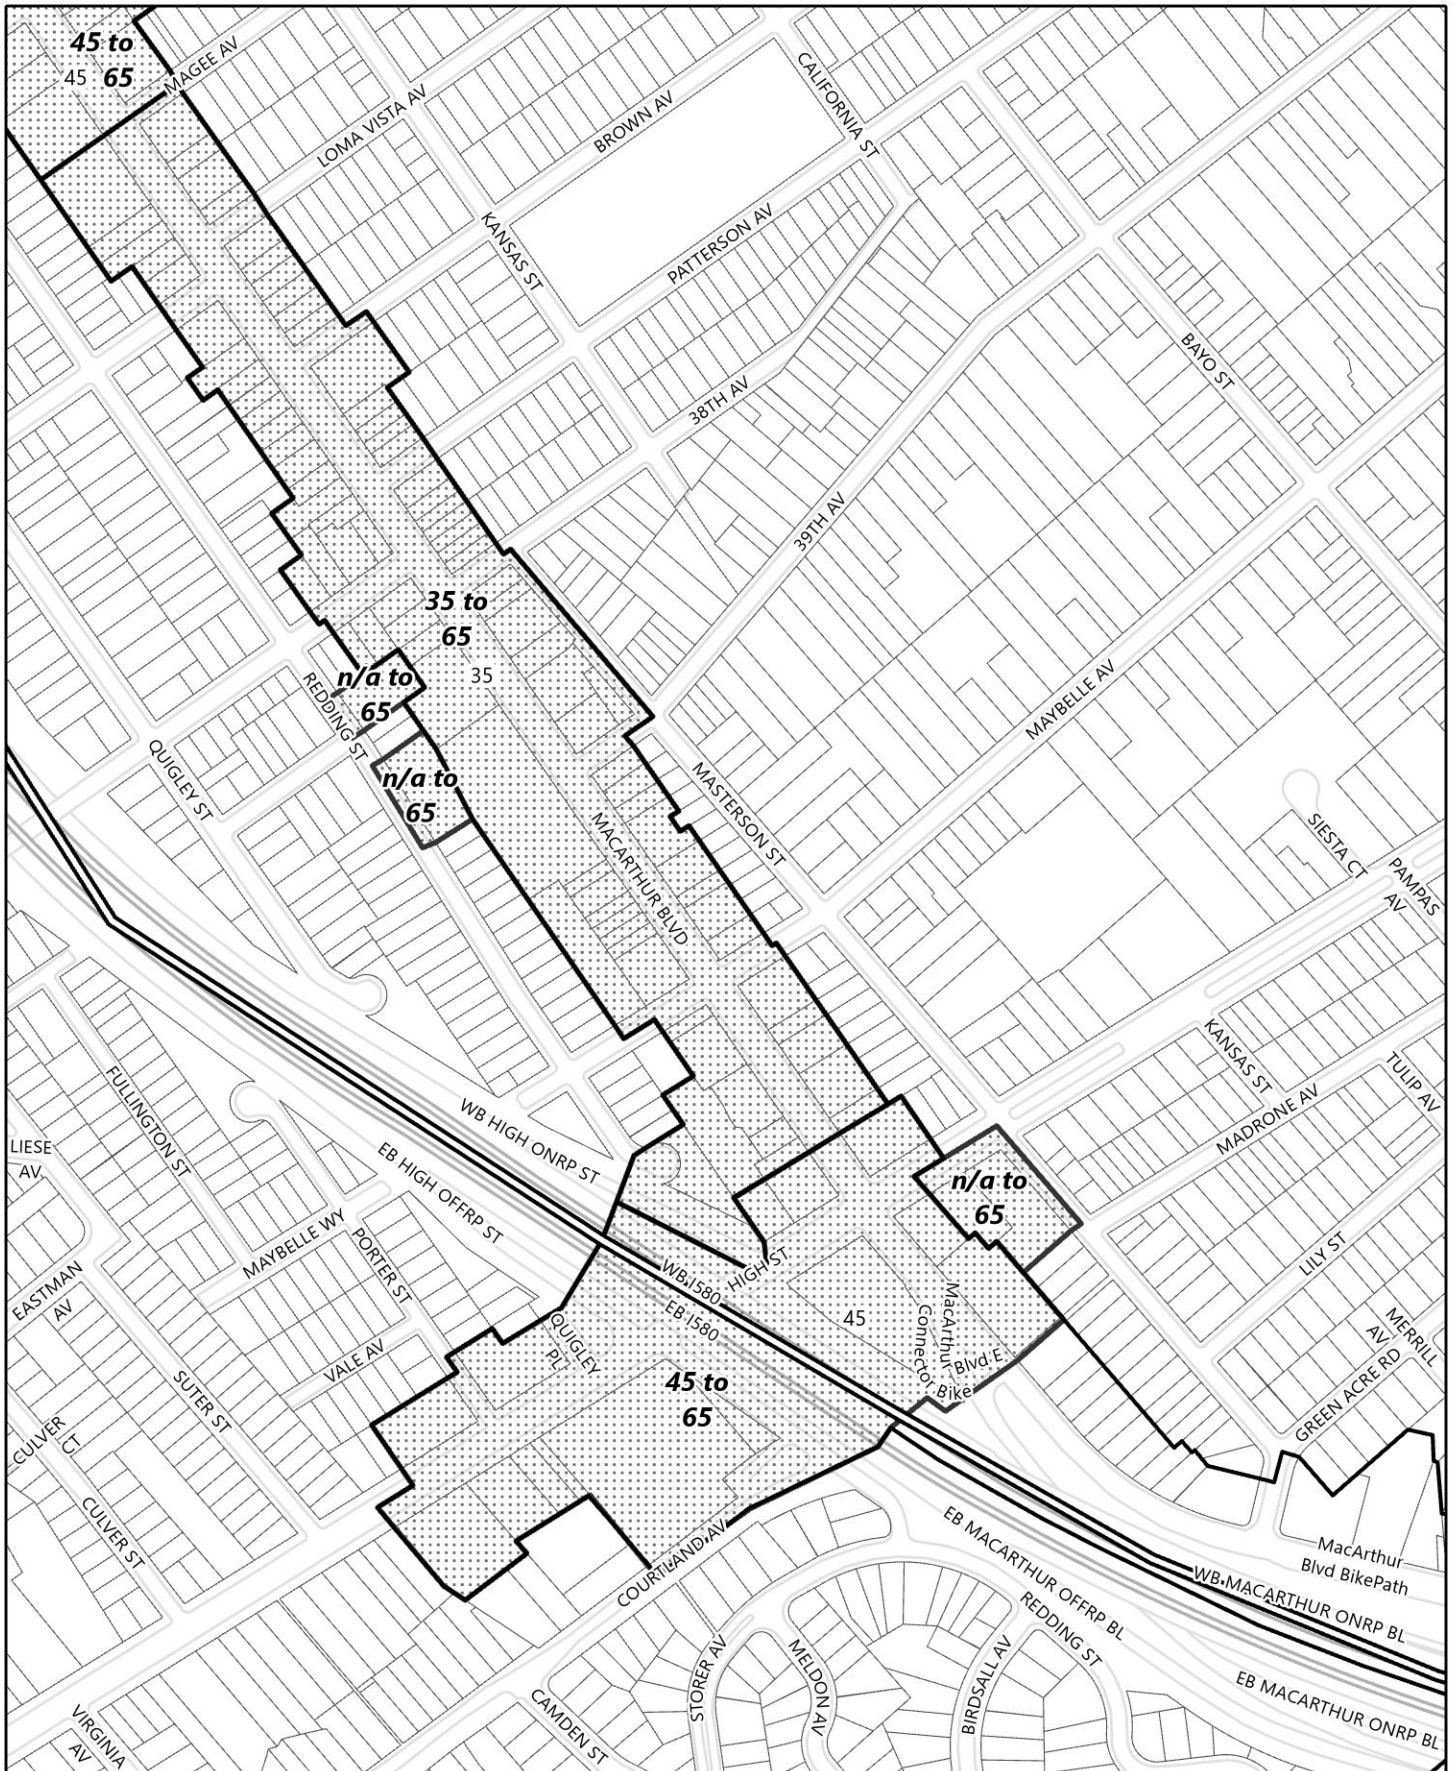 45 to
45 65
MAGEE AV
LOMA VISTA AV
BROWN AV
CALIFORNIA ST
KANSAS ST
PATTERSON AV
38TH AV
BAYO ST
39TH AV
35 to
65
35
n/a to
65
REDDING ST
n/a to
65
QUIGLEY ST
MAYBELLE AV
MASTERSON ST
MACARTHUR BLVD
SIESTA CT
PAMPAS
AV
KANSAS ST
TULIP AV
MADRONE AV
FULLINGTON ST
WB HIGH ONRP ST
EB HIGH OFFRP ST
LIESE
AV
n/a to
65
MAYBELLE WY
PORTER ST
LILY ST
EASTMAN
AV
WB I580
HIGH ST
EB I580
45
MacArthur
Connector
Blvd E
Bike
QUIGLEY
PL
MERRILL
AV
GREEN ACRE RD
VALE AV
45 to
65
SUTER ST
CULVER
CT
CULVER ST
COURTLAND AV
EB MACARTHUR OFFRP BL
MacArthur
Blvd BikePath
WB MACARTHUR ONRP BL
REDDING ST
STORER AV
MELDON AV
BIRDSALL AV
EB MACARTHUR ONRP BL
CAMDEN ST
VIRGINIA
AV